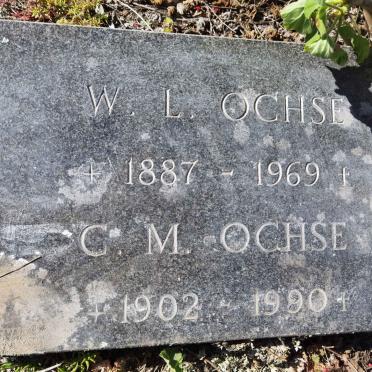 W. L. OCHSE
+ 1887 - 1969 +
C. M. OCHSE
+ 1902 - 1990 +